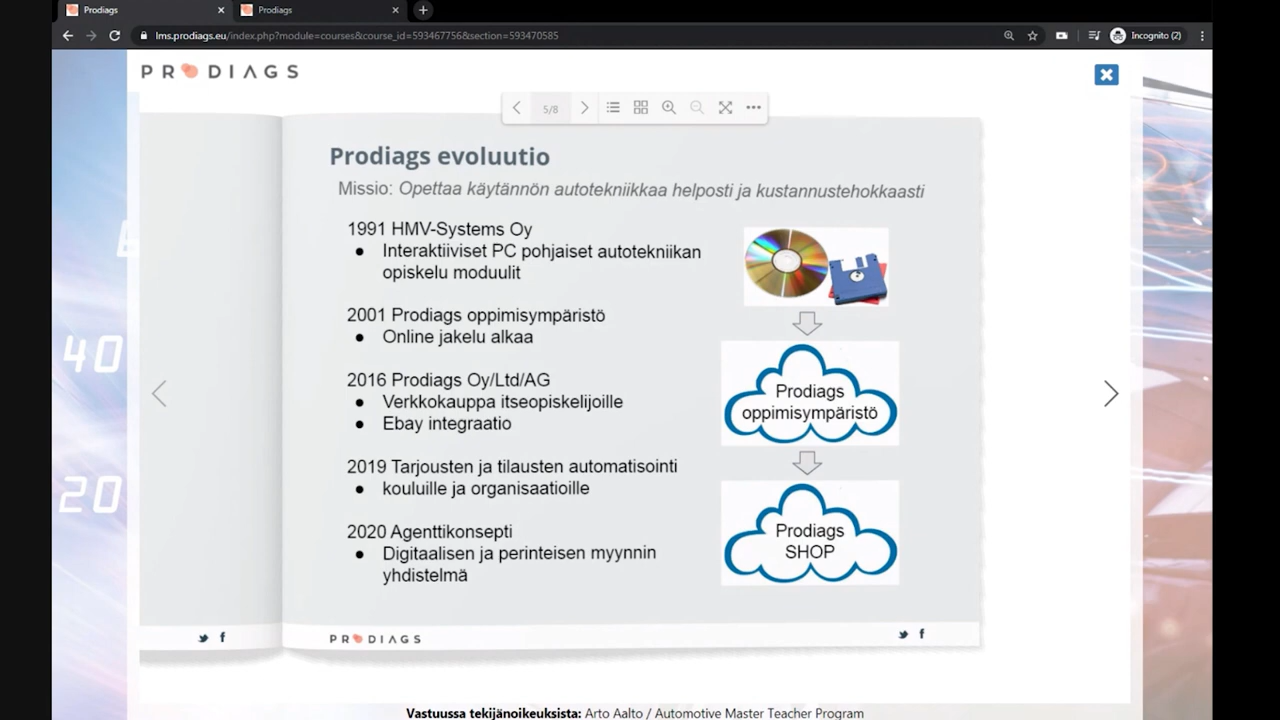 Prodiags
Prodiags
lms.prodiags.eu/index.php?module=courses&course_id=593467756&section=593470585
Incognito (2)
PRODIAGS
5/8
Prodiags evoluutio
Missio: Opettaa käytännön autotekniikkaa helposti ja kustannustehokkaasti
1991 HMV-Systems Oy
● Interaktiiviset PC pohjaiset autotekniikan
opiskelu moduulit
2001 Prodiags oppimisympäristö
● Online jakelu alkaa
2016 Prodiags Oy/Ltd/AG
● Verkkokauppa itseopiskelijoille
● Ebay integraatio
2019 Tarjousten ja tilausten automatisointi
● kouluille ja organisaatioille
2020 Agenttikonsepti
● Digitaalisen ja perinteisen myynnin
yhdistelmä
Prodiags
oppimisympäristö
Prodiags
SHOP
PRODIAGS
40
20
Vastuussa tekijänoikeuksista: Arto Aalto / Automotive Master Teacher Program